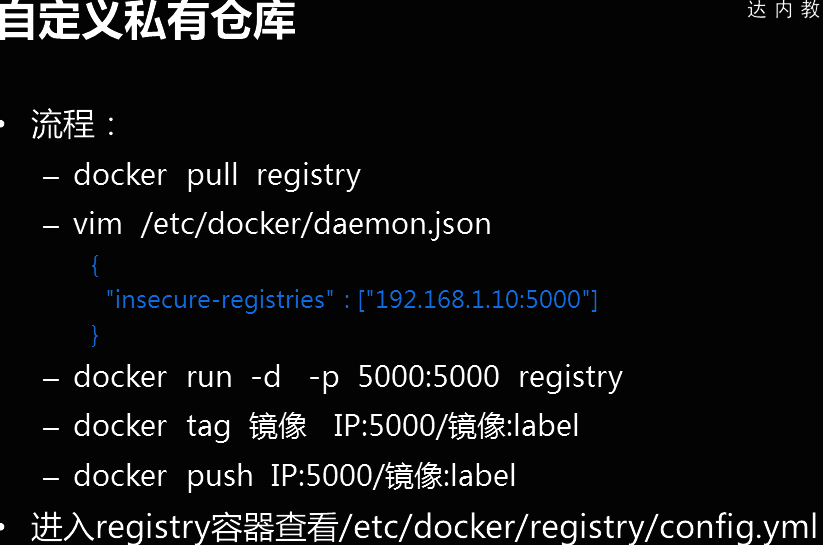 自定义私有仓库
达内教
• 流程：
– docker pull registry
– vim /etc/docker/daemon.json
{
"insecure-registries" : ["192.168.1.10:5000"]
}
– docker run -d -p 5000:5000 registry
– docker tag 镜像 IP:5000/镜像:label
– docker push IP:5000/镜像:label
• 进入registry容器查看/etc/docker/registry/config.yml